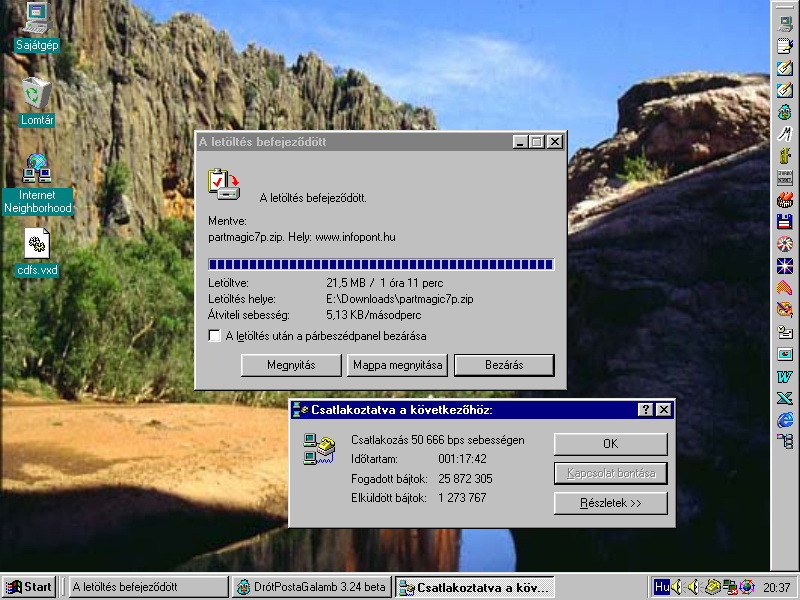 Sajátgép
Lomtár
Internet
Neighborhood
cdfs.vxd
A letöltés befejeződött
A letöltés befejeződött.
Mentve:
partmagic7p.zip. Hely: www.infopont.hu
Letöltve: 21,5 MB / 1 óra 11 perc
Letöltés helye: E:\Downloads\partmagic7p.zip
Átviteli sebesség: 5,13 KB/másodperc
A letöltés után a párbeszédpanel bezárása
Megnyitás Mappa megnyitása Bezárás
Csatlakoztatva a következőhöz:
Csatlakozás 50 666 bps sebességen
Időtartam: 001:17:42
Fogadott bájtok: 25 872 305
Elküldött bájtok: 1 273 767
OK
Kapcsolat bontása
Részletek >>
Start A letöltés befejeződött DrótPostaGalamb 3.24 beta Csatlakoztatva a köv... Hu 20:37